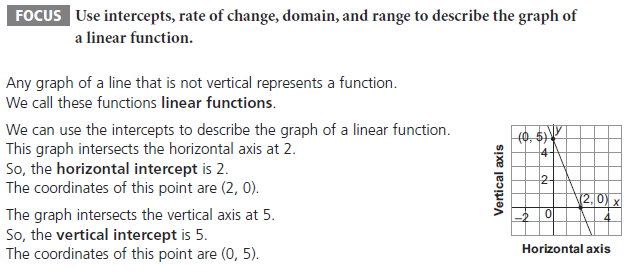 FOCUS Use intercepts, rate of change, domain, and range to describe the graph of
a linear function.
Any graph of a line that is not vertical represents a function.
We call these functions linear functions.
We can use the intercepts to describe the graph of a linear function.
This graph intersects the horizontal axis at 2.
So, the horizontal intercept is 2.
The coordinates of this point are (2, 0).
The graph intersects the vertical axis at 5.
So, the vertical intercept is 5.
The coordinates of this point are (0, 5).
Vertical axis
(0, 5) y
4
2
(2, 0) x
-2 0 4
Horizontal axis